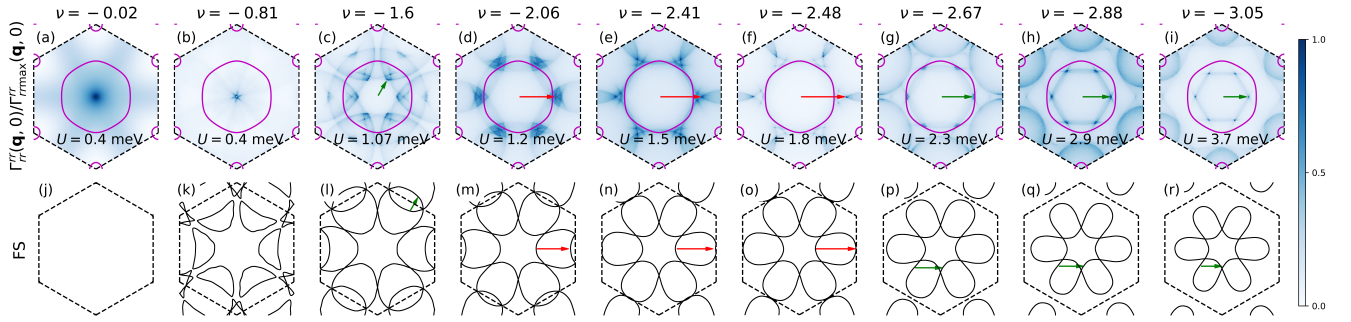 ν = −0.02 ν = −0.81 ν = −1.6 ν = −2.06 ν = −2.41 ν = −2.48 ν = −2.67 ν = −2.88 ν = −3.05
Γ^{rr}_{rr}(q, 0)/Γ^{rr}_{rrmax}(q, 0)
(a) (b) (c) (d) (e) (f) (g) (h) (i)
U = 0.4 meV U = 0.4 meV U = 1.07 meV U = 1.2 meV U = 1.5 meV U = 1.8 meV U = 2.3 meV U = 2.9 meV U = 3.7 meV
1.0
0.5
0.0
FS
(j) (k) (l) (m) (n) (o) (p) (q) (r)